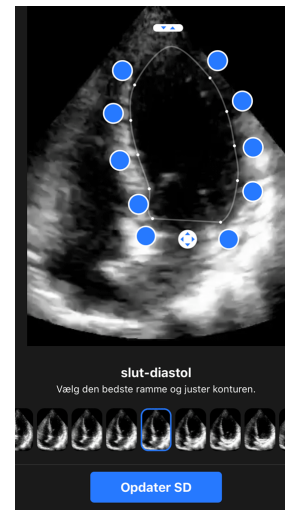 slut-diastol
Vælg den bedste ramme og juster konturen.
Opdater SD